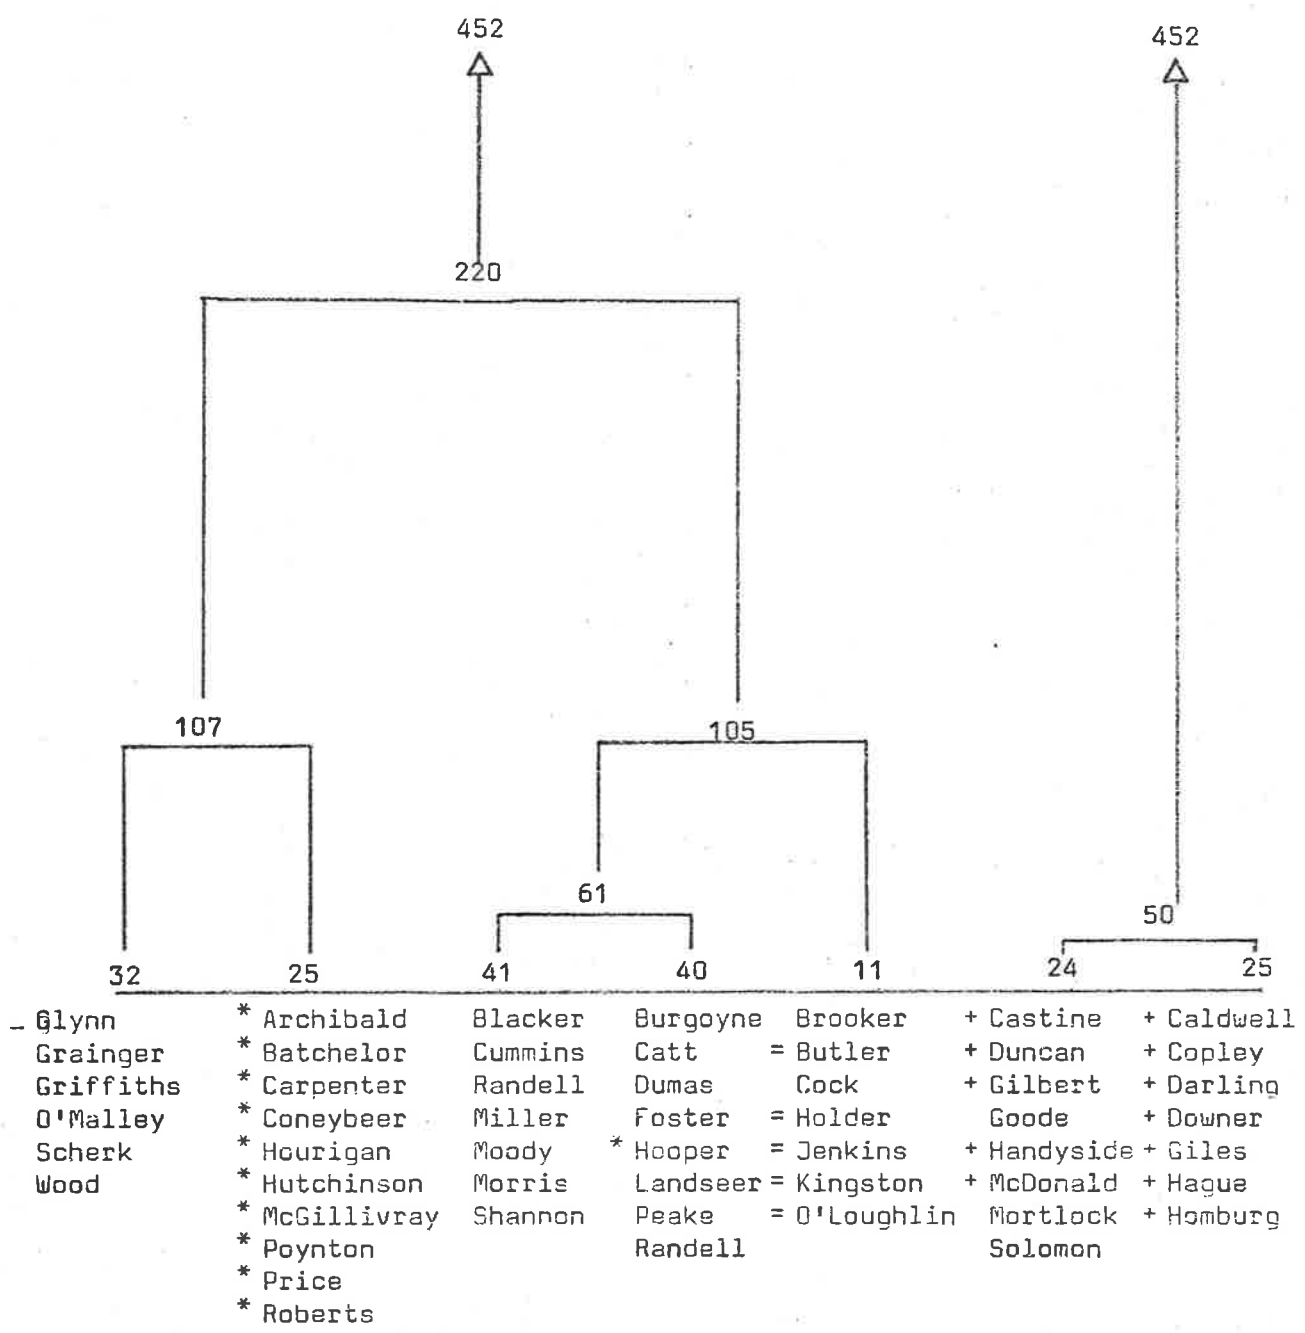 452 452
220
107 105
61 50
32 25 41 40 11 24 25
_ Glynn * Archibald Blacker Burgoyne Brooker + Castine + Caldwell
Grainger * Batchelor Cummins Catt = Butler + Duncan + Copley
Griffiths * Carpenter Randell Dumas Cock + Gilbert + Darling
O'Malley * Coneybeer Miller Foster = Holder Goode + Downer
Scherk * Hourigan Moody * Hooper = Jenkins + Handyside + Giles
Wood * Hutchinson Morris Landseer = Kingston + McDonald + Hague
* McGillivray Shannon Peake = O'Loughlin Mortlock + Homburg
* Poynton Randell Solomon
* Price
* Roberts